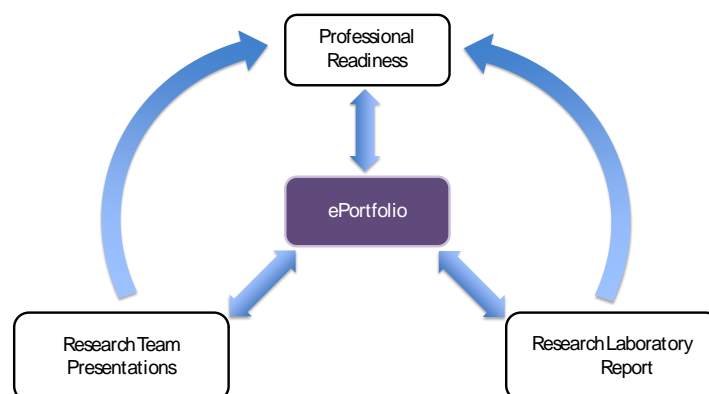 Professional
Readiness
ePortfolio
Research Team
Presentations
Research Laboratory
Report